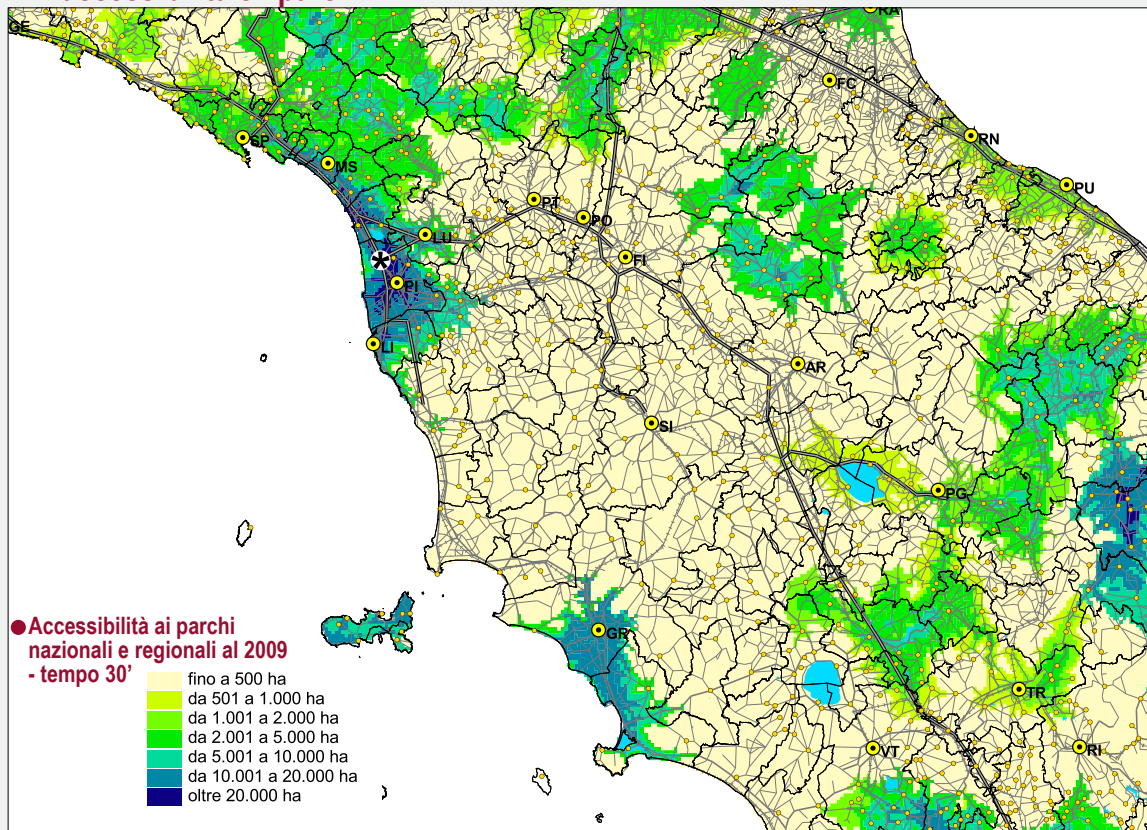 GE
RA
FC
SP
RN
MS
PU
PT
PO
LU
FI
*
PI
LI
AR
SI
PG
● Accessibilità ai parchi
nazionali e regionali al 2009
- tempo 30’
GR
TR
VT
RI
fino a 500 ha
da 501 a 1.000 ha
da 1.001 a 2.000 ha
da 2.001 a 5.000 ha
da 5.001 a 10.000 ha
da 10.001 a 20.000 ha
oltre 20.000 ha